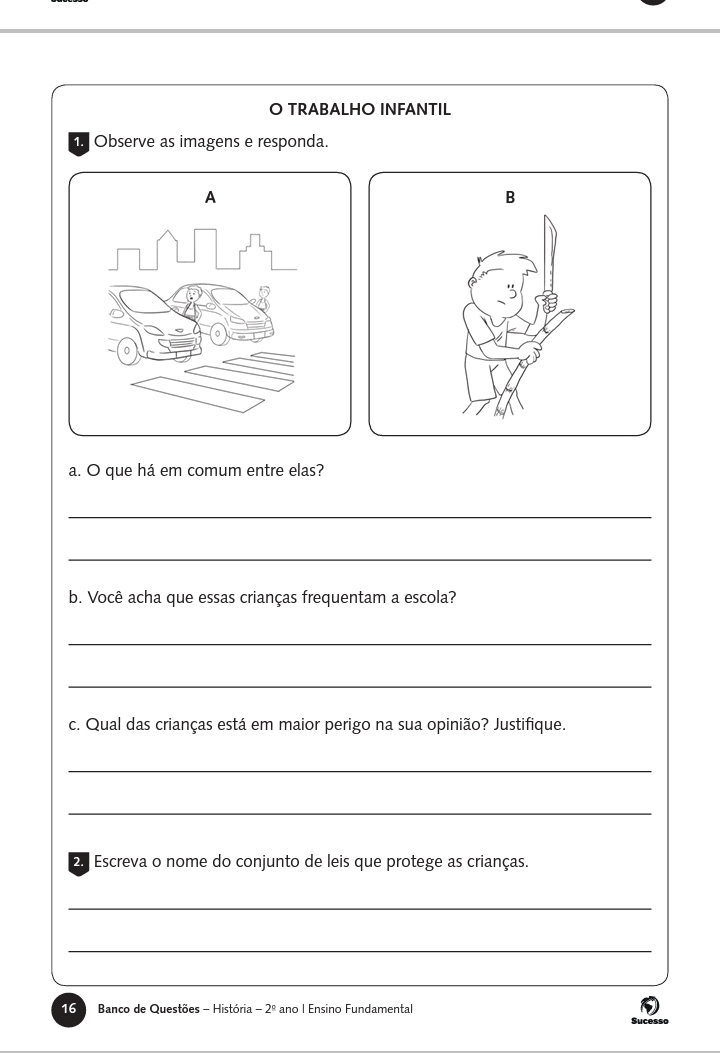 Sucesso
O TRABALHO INFANTIL
1. Observe as imagens e responda.
A
B
a. O que há em comum entre elas?
b. Você acha que essas crianças frequentam a escola?
c. Qual das crianças está em maior perigo na sua opinião? Justifique.
2. Escreva o nome do conjunto de leis que protege as crianças.
16 Banco de Questões – História – 2º ano | Ensino Fundamental
Sucesso